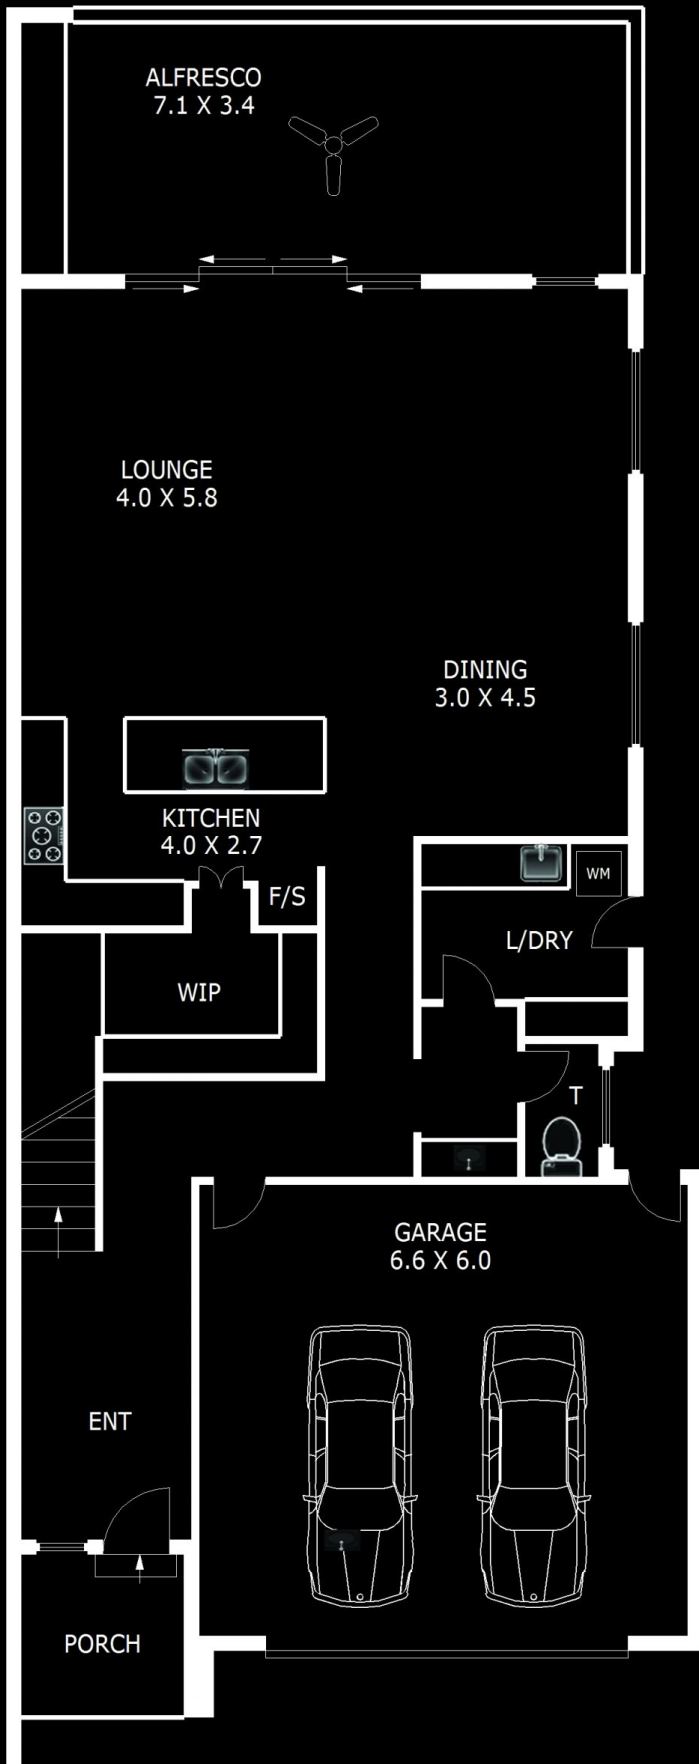 ALFRESCO
7.1 X 3.4
LOUNGE
4.0 X 5.8
DINING
3.0 X 4.5
KITCHEN
4.0 X 2.7
F/S
WM
L/DRY
WIP
T
GARAGE
6.6 X 6.0
ENT
PORCH